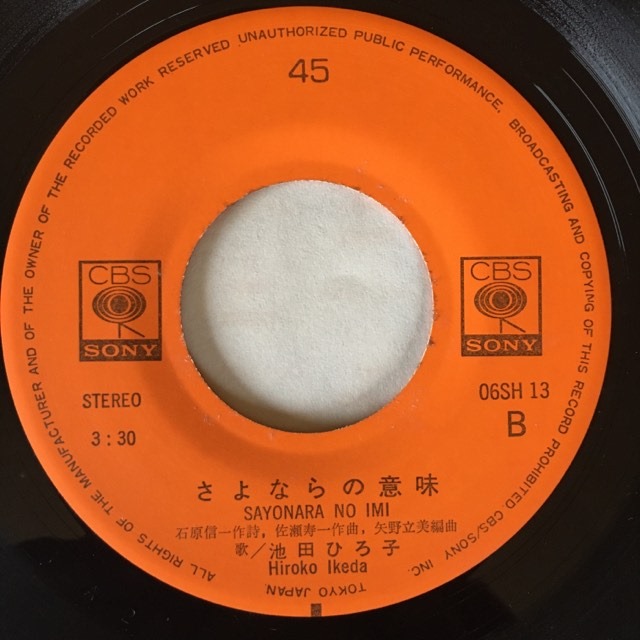 ALL RIGHTS OF THE MANUFACTURER AND OF THE OWNER OF THE RECORDED WORK RESERVED UNAUTHORIZED PUBLIC PERFORMANCE, BROADCASTING AND COPYING OF THIS RECORD PROHIBITED CBS/SONY INC. TOKYO JAPAN
45
CBS
SONY
CBS
SONY
STEREO
3:30
06SH 13
B
さよならの意味
SAYONARA NO IMI
石原信一作詩, 佐瀬寿一作曲, 矢野立美編曲
歌/池田ひろ子
Hiroko Ikeda